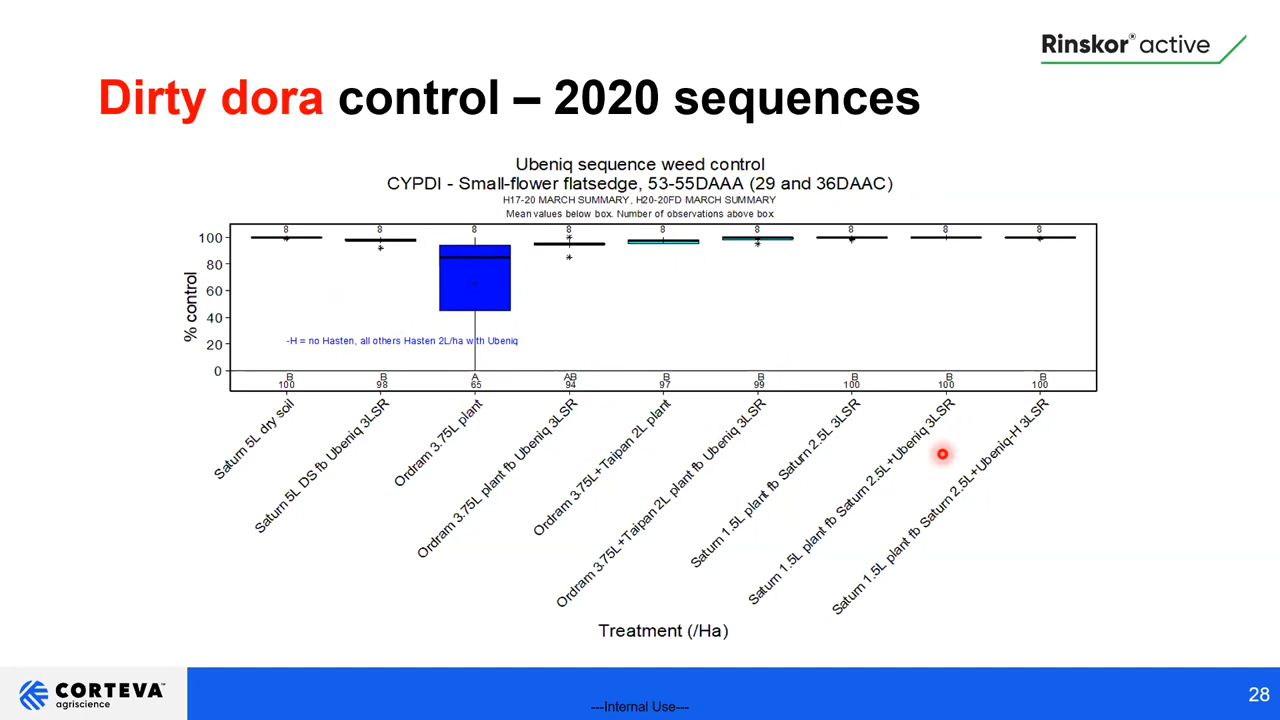 Rinskor® active
Dirty dora control – 2020 sequences
Ubeniq sequence weed control
CYPDI - Small-flower flatsedge, 53-55DAAA (29 and 36DAAC)
H17-20 MARCH SUMMARY, H20-20FD MARCH SUMMARY
Mean values below box. Number of observations above box
8 8 8 8 8 8 8 8 8
100
80
60
40
20
0
% control
-H = no Hasten, all others Hasten 2L/ha with Ubeniq
B B A AB B B B B B
100 98 65 94 97 99 100 100 100
Saturn 5L dry soil
Saturn 5L DS fb Ubeniq 3LSR
Ordram 3.75L plant
Ordram 3.75L plant fb Ubeniq 3LSR
Ordram 3.75L+Taipan 2L plant
Ordram 3.75L+Taipan 2L plant fb Ubeniq 3LSR
Saturn 1.5L plant fb Saturn 2.5L 3LSR
Saturn 1.5L plant fb Saturn 2.5L+Ubeniq 3LSR
Saturn 1.5L plant fb Saturn 2.5L+Ubeniq-H 3LSR
Treatment (/Ha)
CORTEVA™
agriscience
---Internal Use---
28